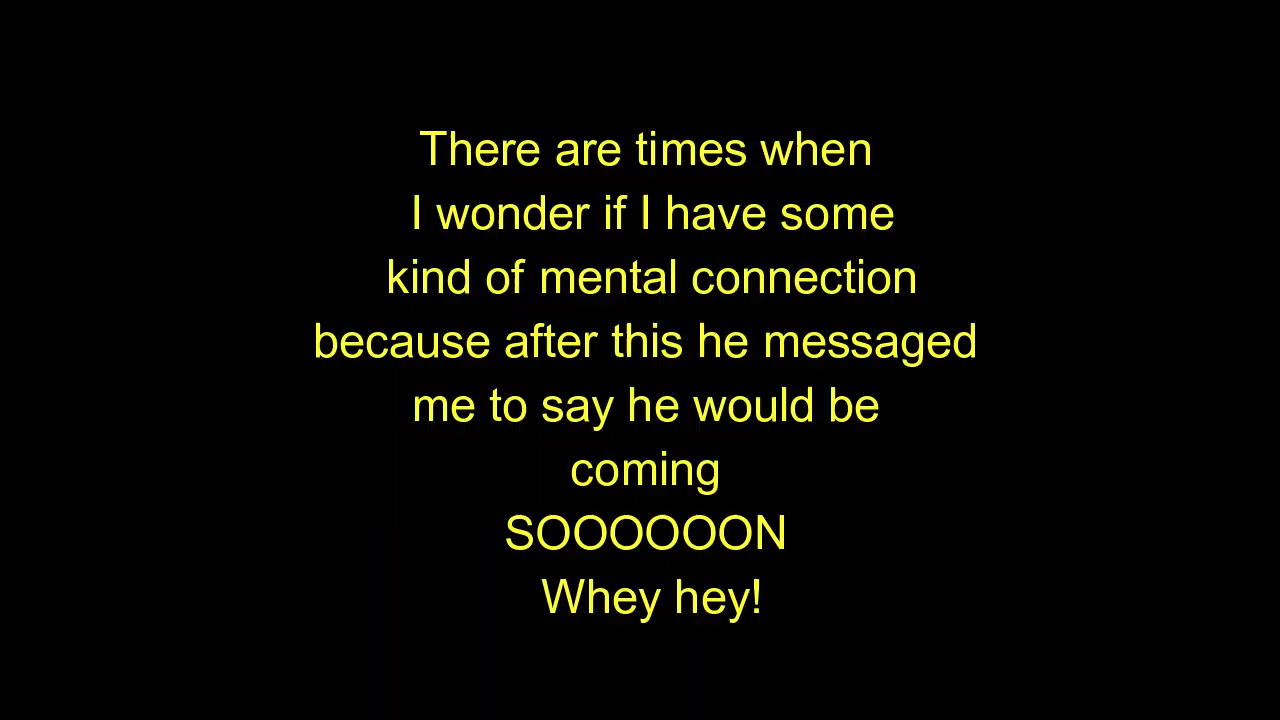 There are times when
I wonder if I have some
kind of mental connection
because after this he messaged
me to say he would be
coming
SOOOOOON
Whey hey!